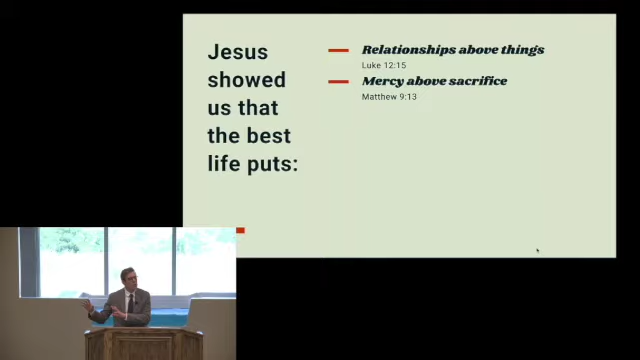 Jesus
showed
us that
the best
life puts:
Relationships above things
Luke 12:15
Mercy above sacrifice
Matthew 9:13